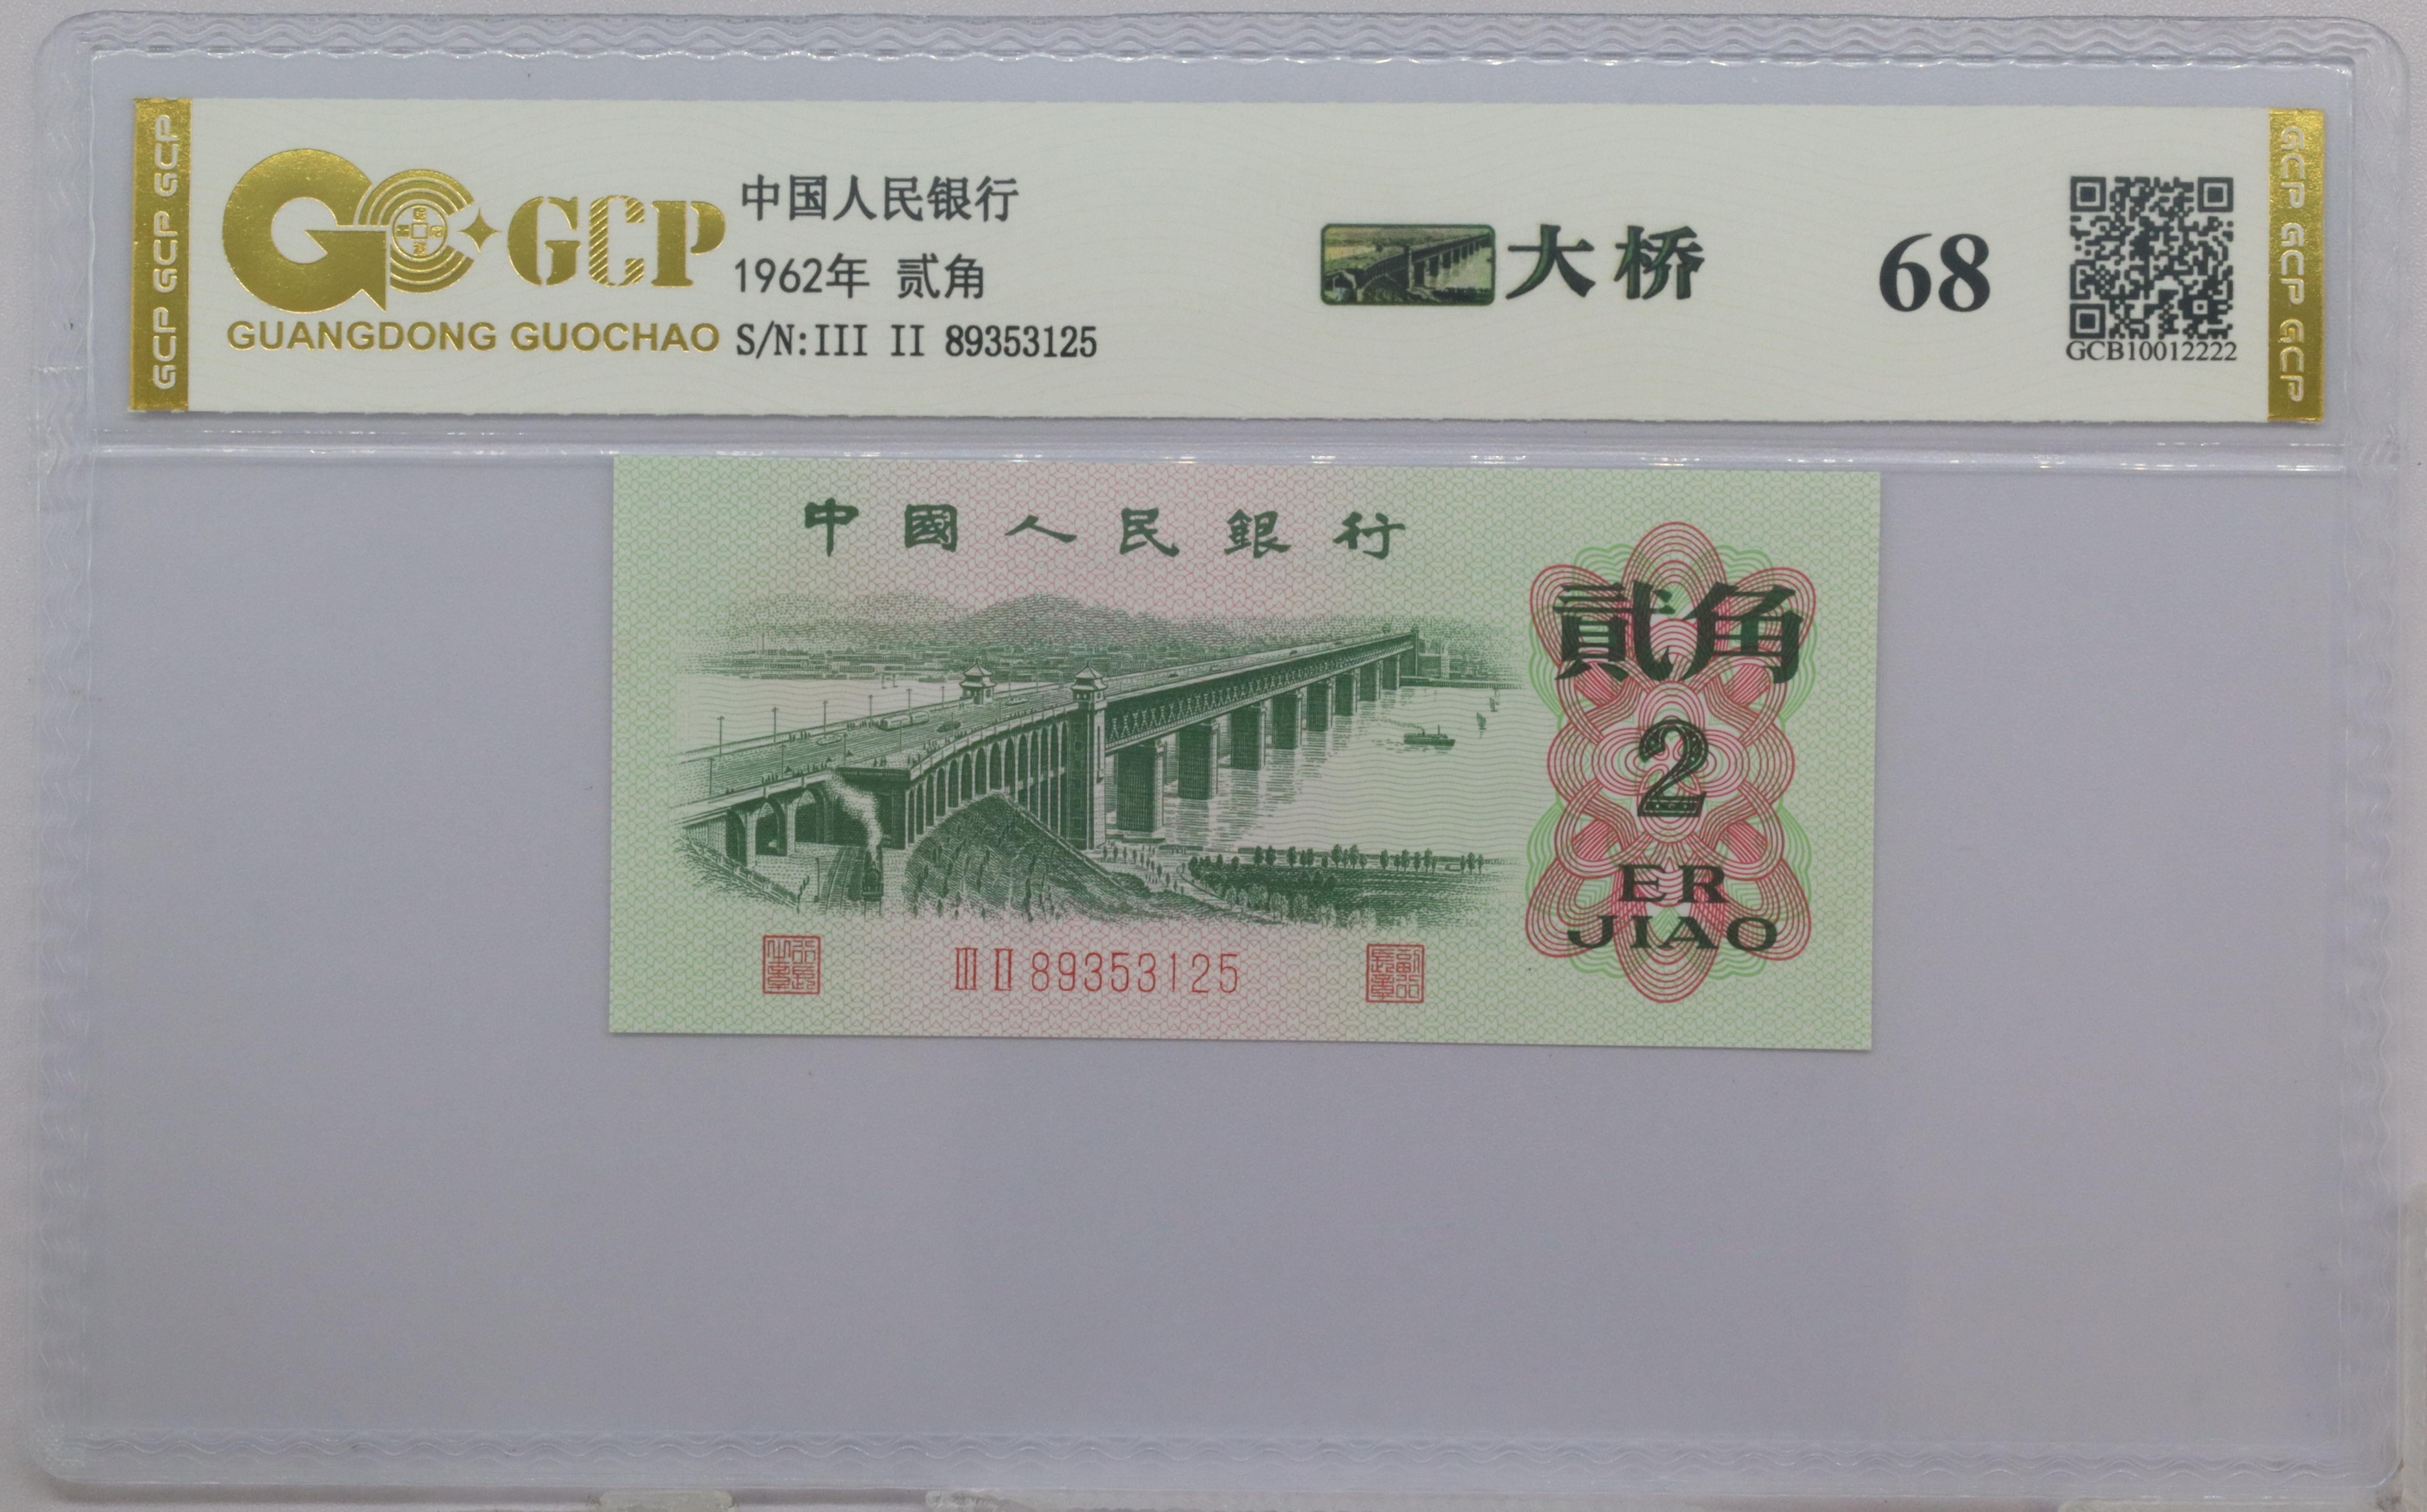 GCP GCP GCP
GCP
GUANGDONG GUOCHAO
中国人民银行
1962年 贰角
S/N:III II 89353125
大桥
68
GCB10012222
GCP GCP GCP
中國人民銀行
貳角
2
ER
JIAO
III II 89353125